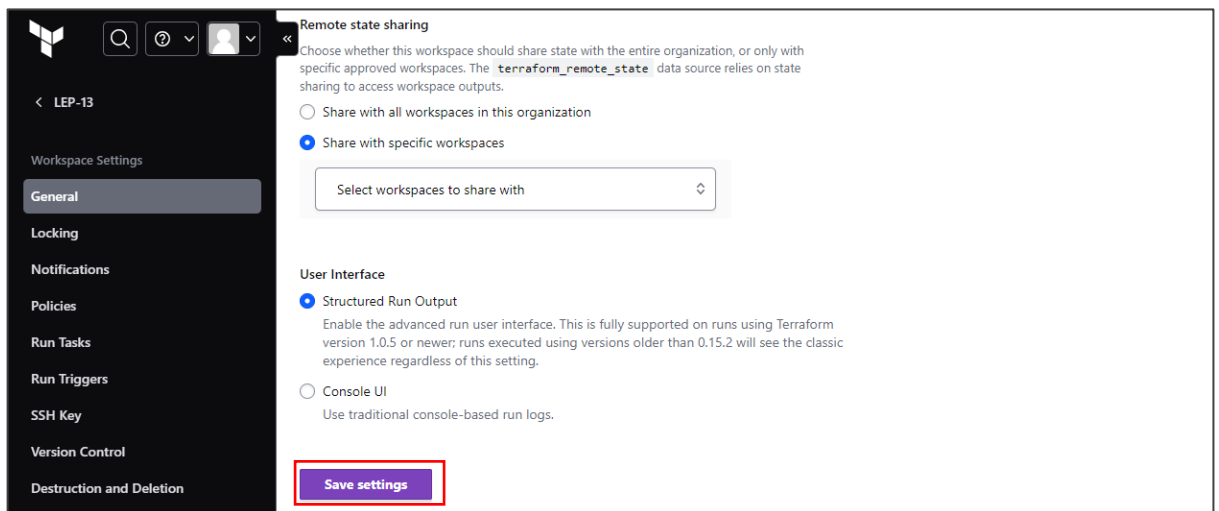 « Remote state sharing
Choose whether this workspace should share state with the entire organization, or only with
specific approved workspaces. The terraform_remote_state data source relies on state
sharing to access workspace outputs.
Share with all workspaces in this organization
Share with specific workspaces
Select workspaces to share with
User Interface
Structured Run Output
Enable the advanced run user interface. This is fully supported on runs using Terraform
version 1.0.5 or newer; runs executed using versions older than 0.15.2 will see the classic
experience regardless of this setting.
Console UI
Use traditional console-based run logs.
Save settings
< LEP-13
Workspace Settings
General
Locking
Notifications
Policies
Run Tasks
Run Triggers
SSH Key
Version Control
Destruction and Deletion